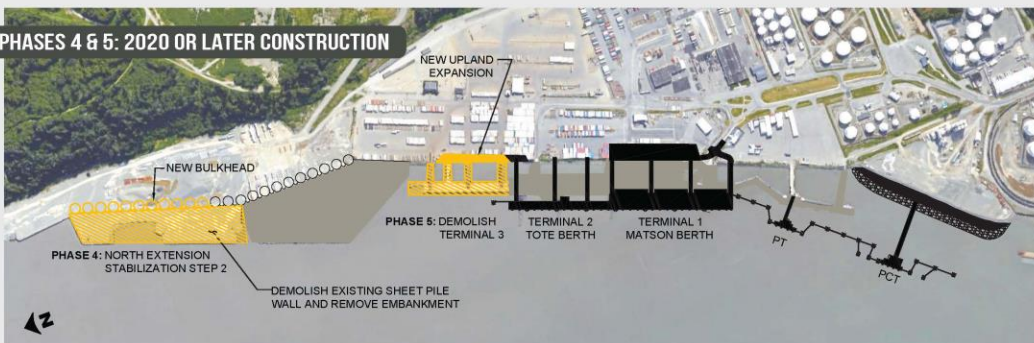 PHASES 4 & 5: 2020 OR LATER CONSTRUCTION
NEW UPLAND
EXPANSION
NEW BULKHEAD
PHASE 4: NORTH EXTENSION
STABILIZATION STEP 2
PHASE 5: DEMOLISH
TERMINAL 3
TERMINAL 2
TOTE BERTH
TERMINAL 1
MATSON BERTH
PT
PCT
DEMOLISH EXISTING SHEET PILE
WALL AND REMOVE EMBANKMENT
N